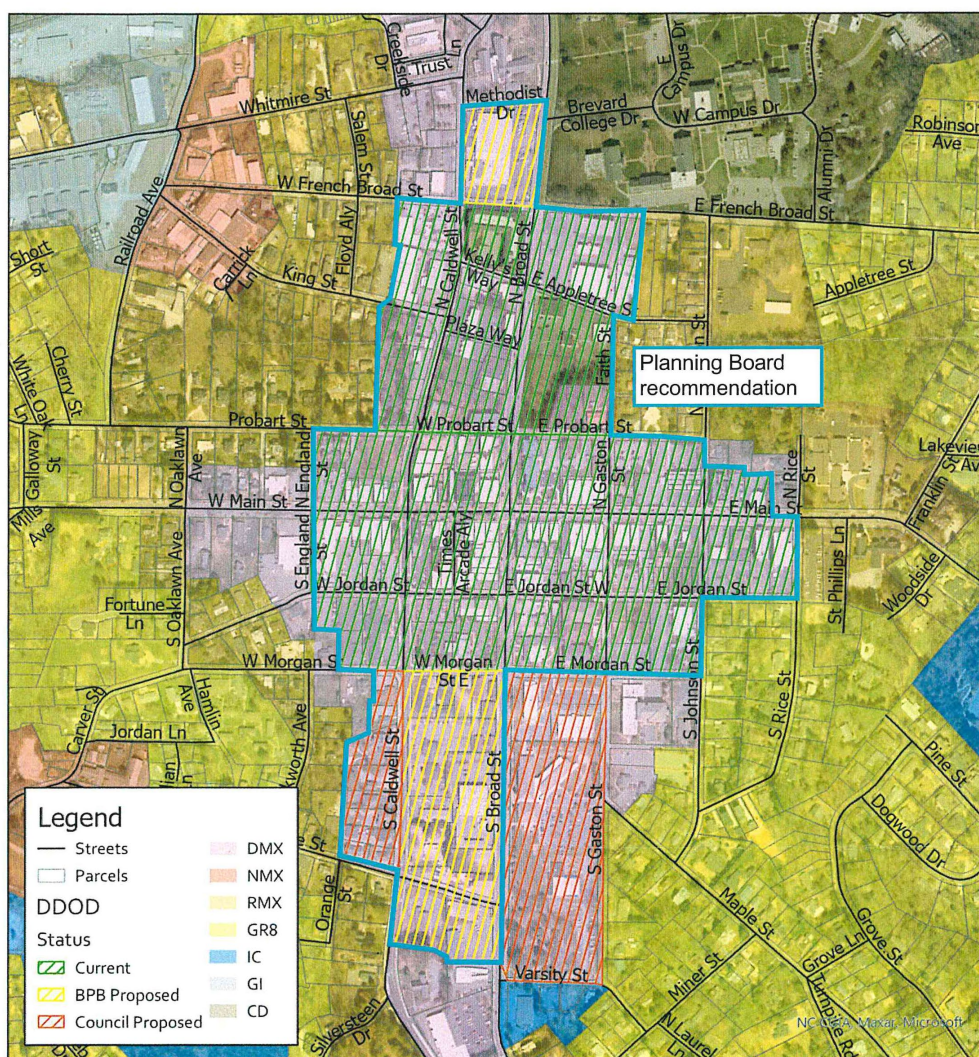 Creekside
Dr
Trust
Ln
Whitmire St
Methodist
Dr
Brevard
College Dr
E
Campus Dr
W Campus Dr
Alumni Dr
Robinson
Ave
Salem St
Railroad Ave
W French Broad St
E French Broad St
Floyd Aly
Carrick
Ln
King St
Short
St
N Caldwell St
Kelly's
Way
N Broad St
E Appletree S
Appletree St
Plaza Way
Faith St
Planning Board
recommendation
Cherry St
White Oak
Ln
Galloway
St
Probart St
W Probart St
E Probart St
N Oaklawn
Ave
N England
St
N Gaston
St
N Rice
St
Lakeview
Franklin St
W Main St
E Main St
Mills
Ave
S England
St
Times
Arcade Aly
S Oaklawn Ave
W Jordan St
E Jordan St W
E Jordan St
St Phillips Ln
Woodside
Dr
Fortune
Ln
W Morgan S
W Morgan
St E
E Morgan St
S Johnson St
S Rice St
Carver St
Hamlin
Ave
Jordan Ln
kworth Ave
S Caldwell St
S Broad St
S Gaston St
Pine St
Dogwood Dr
Orange
St
Maple St
Grove St
Grove Ln
Miner St
Turnpike Rd
Varsity St
Silversteen
Dr
N Laurel
Ln
Legend
Streets
Parcels
DDOD
Status
Current
BPB Proposed
Council Proposed
DMX
NMX
RMX
GR8
IC
GI
CD
NC CGIA, Maxar, Microsoft